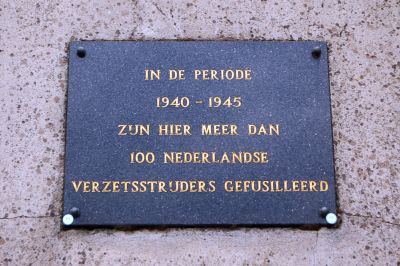 IN DE PERIODE
1940 - 1945
ZIJN HIER MEER DAN
100 NEDERLANDSE
VERZETSSTRIJDERS GEFUSILLEERD